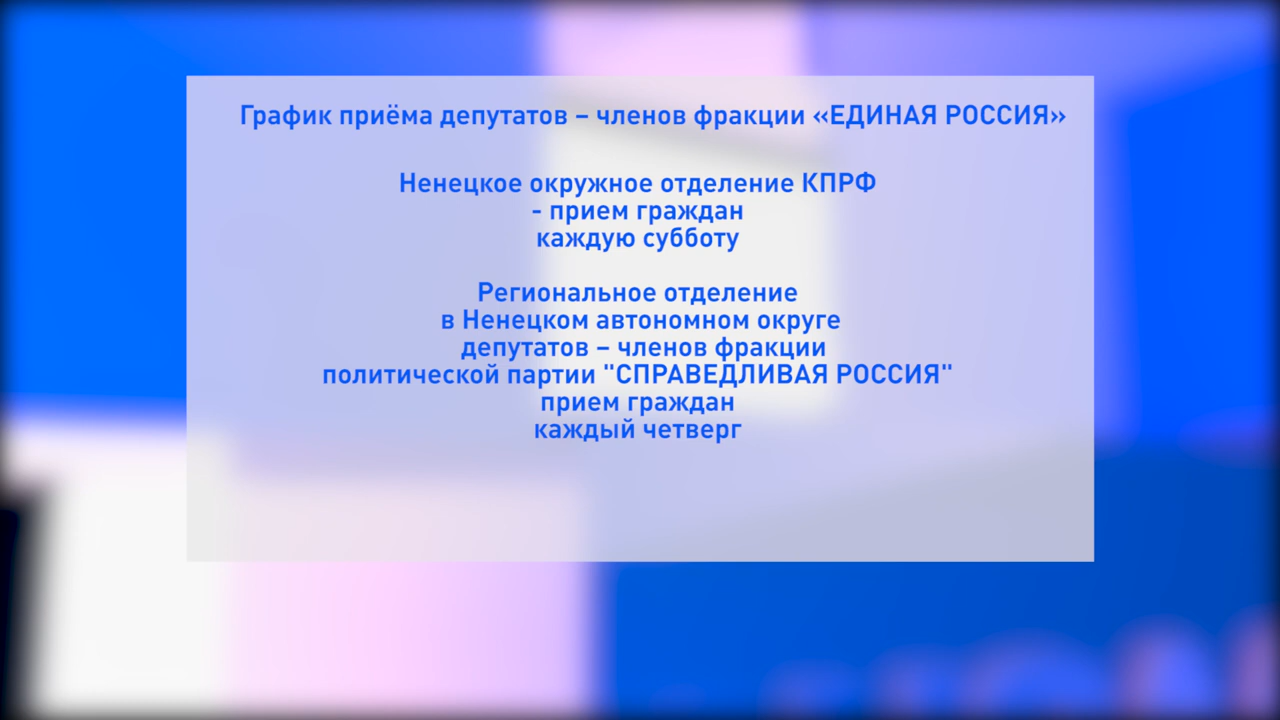 График приёма депутатов – членов фракции «ЕДИНАЯ РОССИЯ»
Ненецкое окружное отделение КПРФ
- прием граждан
каждую субботу
Региональное отделение
в Ненецком автономном округе
депутатов – членов фракции
политической партии "СПРАВЕДЛИВАЯ РОССИЯ"
прием граждан
каждый четверг